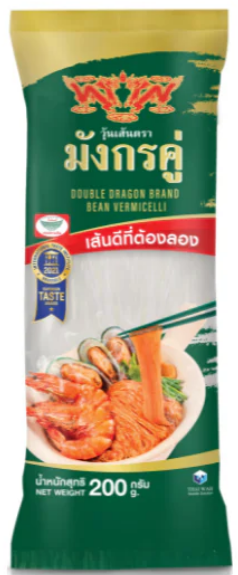 วุ้นเส้นตรา
มังกรคู่
DOUBLE DRAGON BRAND
BEAN VERMICELLI
เส้นดีที่ต้องลอง
2021
TASTE
น้ำหนักสุทธิ 200 กรัม
NET WEIGHT g.